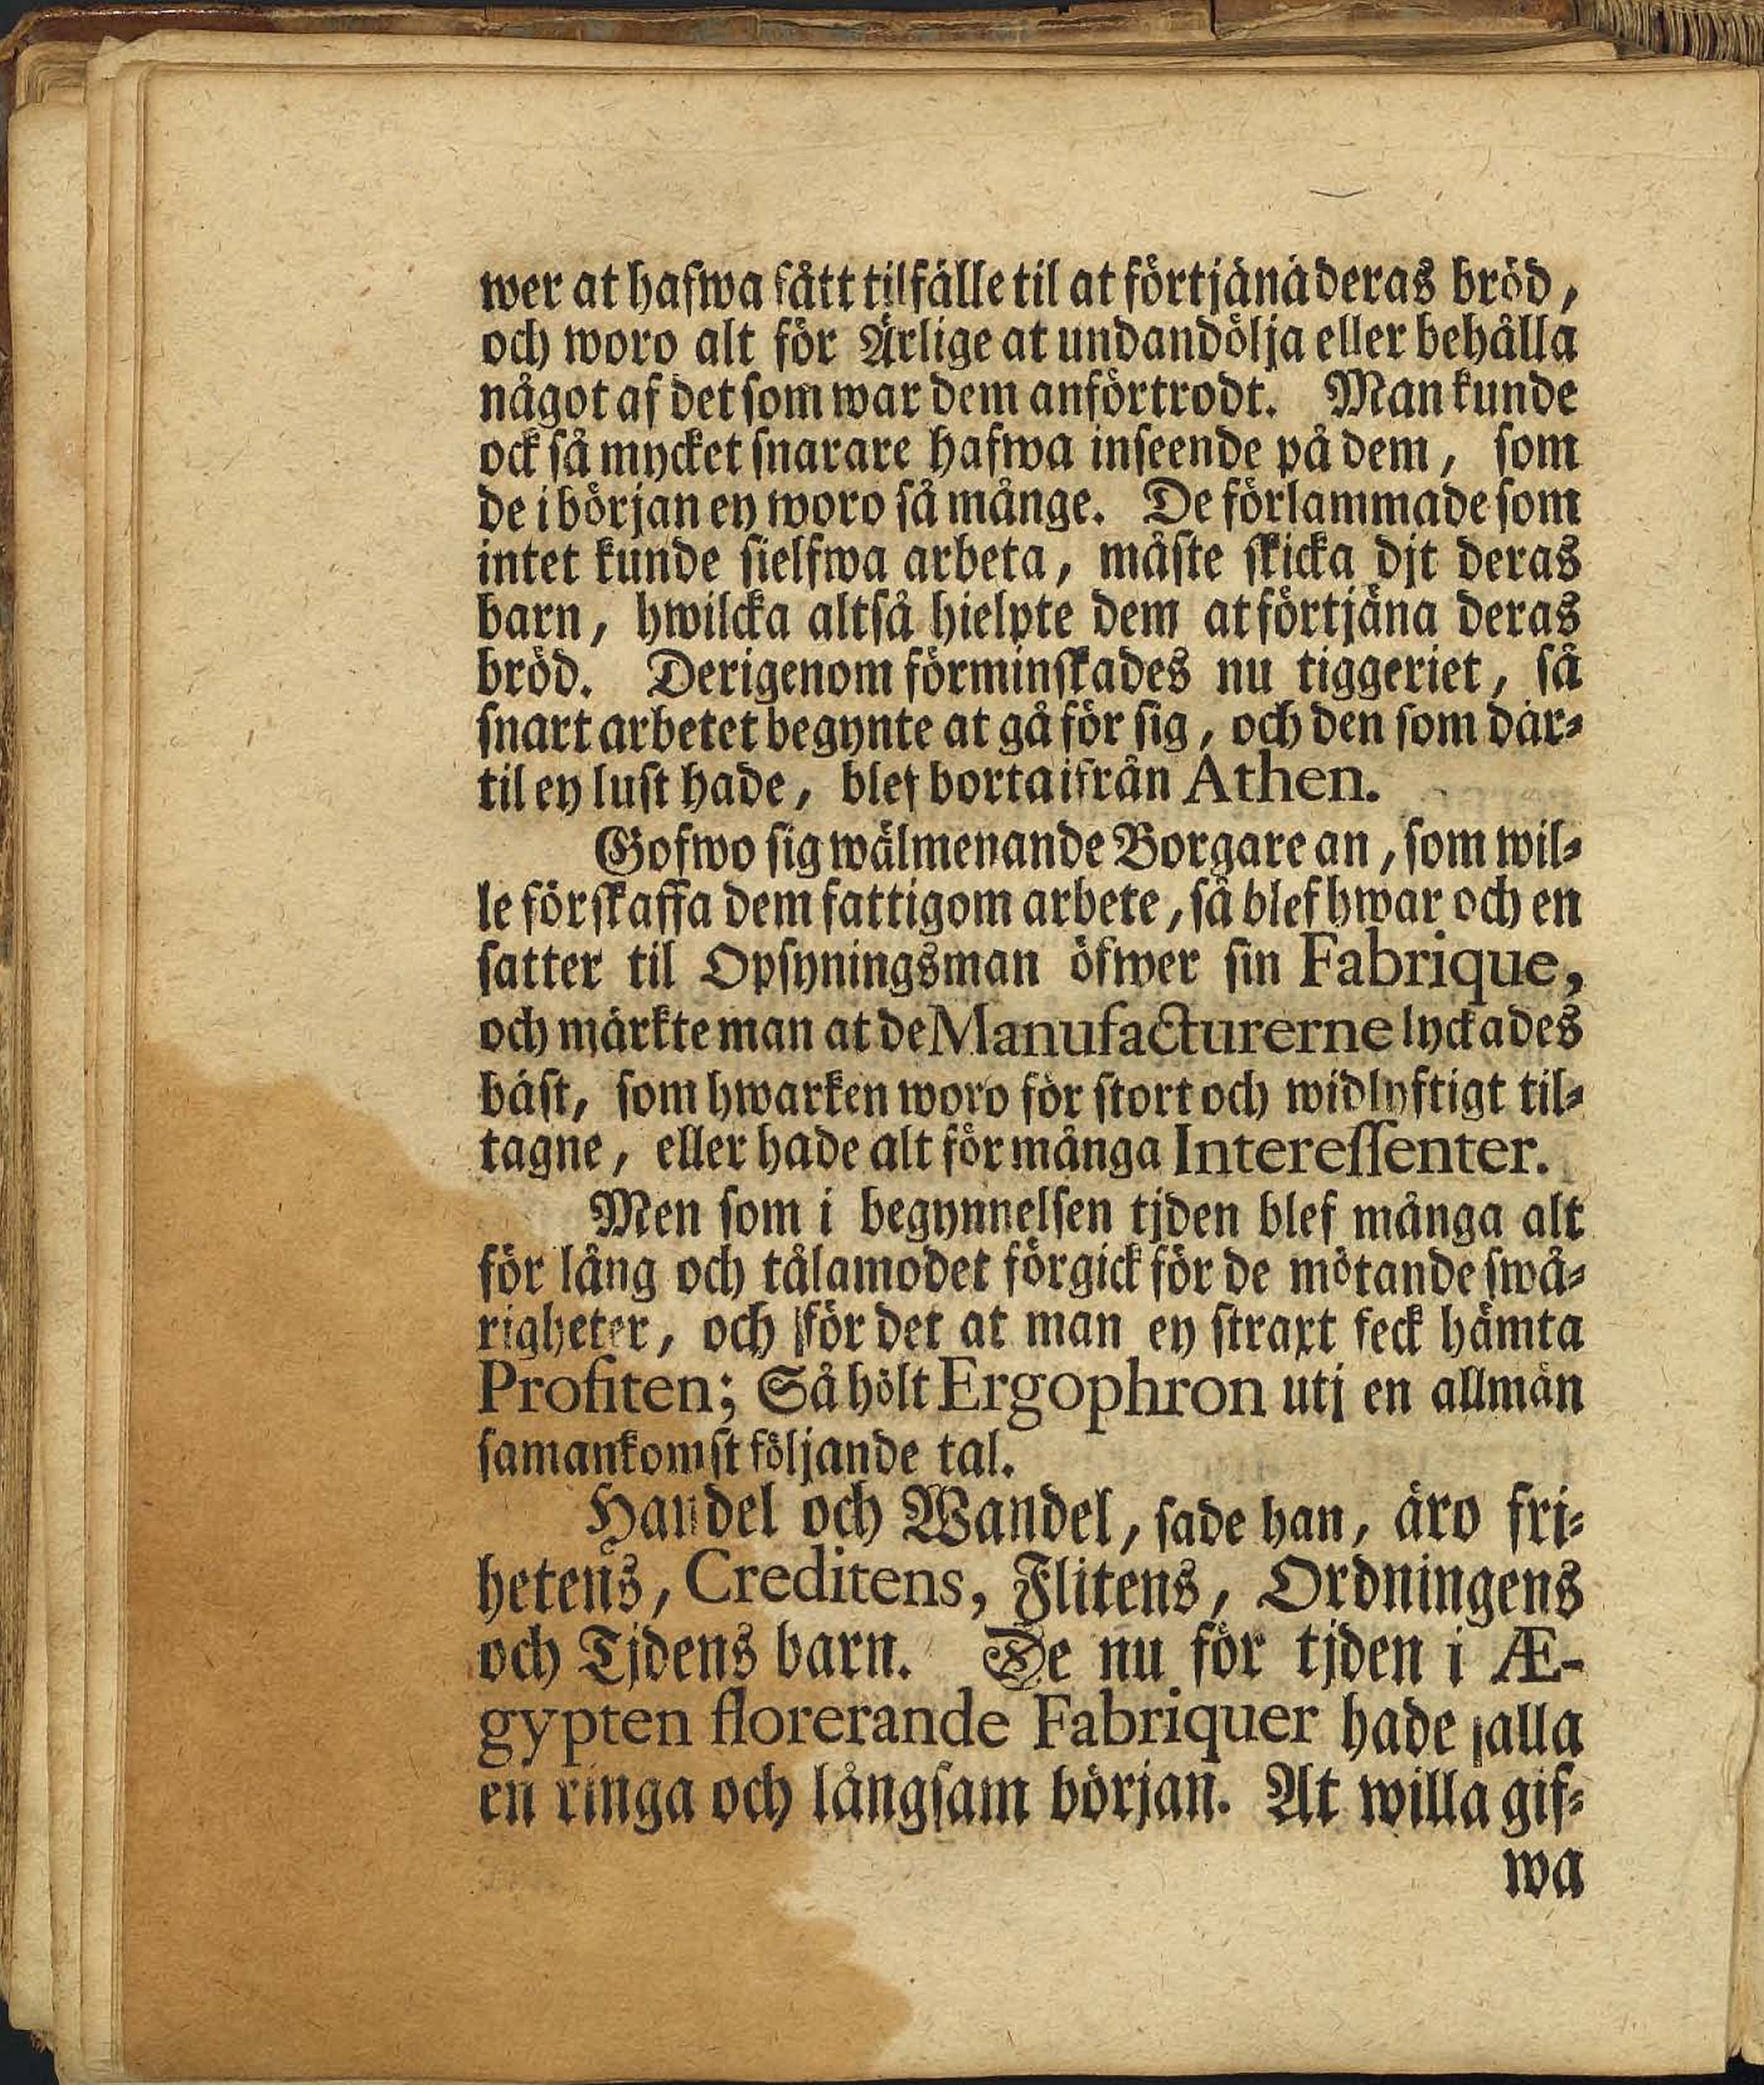 wer at hafwa fått tilfälle til at förtjäna deras bröd,
och woro alt för Ärlige at undandölja eller behålla
något af det som war dem anförtrodt. Man kunde
ock så mycket snarare hafwa inseende på dem, som
de i början ey woro så månge. De förlammade som
intet kunde sielfwa arbeta, måste skicka djt deras
barn, hwilcka altså hielpte dem at förtjäna deras
bröd. Derigenom förminskades nu tiggeriet, så
snart arbetet begynte at gå för sig, och den som där-
til ey lust hade, blef borta ifrån Athen.
Gofwo sig wälmenande Borgare an, som wil-
le förskaffa dem fattigom arbete, så blef hwar och en
satter til Opsyningsman öfwer sin Fabrique,
och märkte man at de Manufacturerne lyckades
bäst, som hwarken woro för stort och widlyftigt til-
tagne, eller hade alt för många Interessenter.
Men som i begynnelsen tjden blef många alt
för lång och tålamodet förgick för de mötande swå-
righeter, och för det at man ey straxt feck hämta
Profiten; Så hölt Ergophron utj en allmän
samankomst följande tal.
Handel och Wandel, sade han, äro fri-
hetens, Creditens, Flitens, Ordningens
och Tjdens barn. De nu för tjden i Æ-
gypten florerande Fabriquer hade alla
en ringa och långsam början. At willa gif-
wa